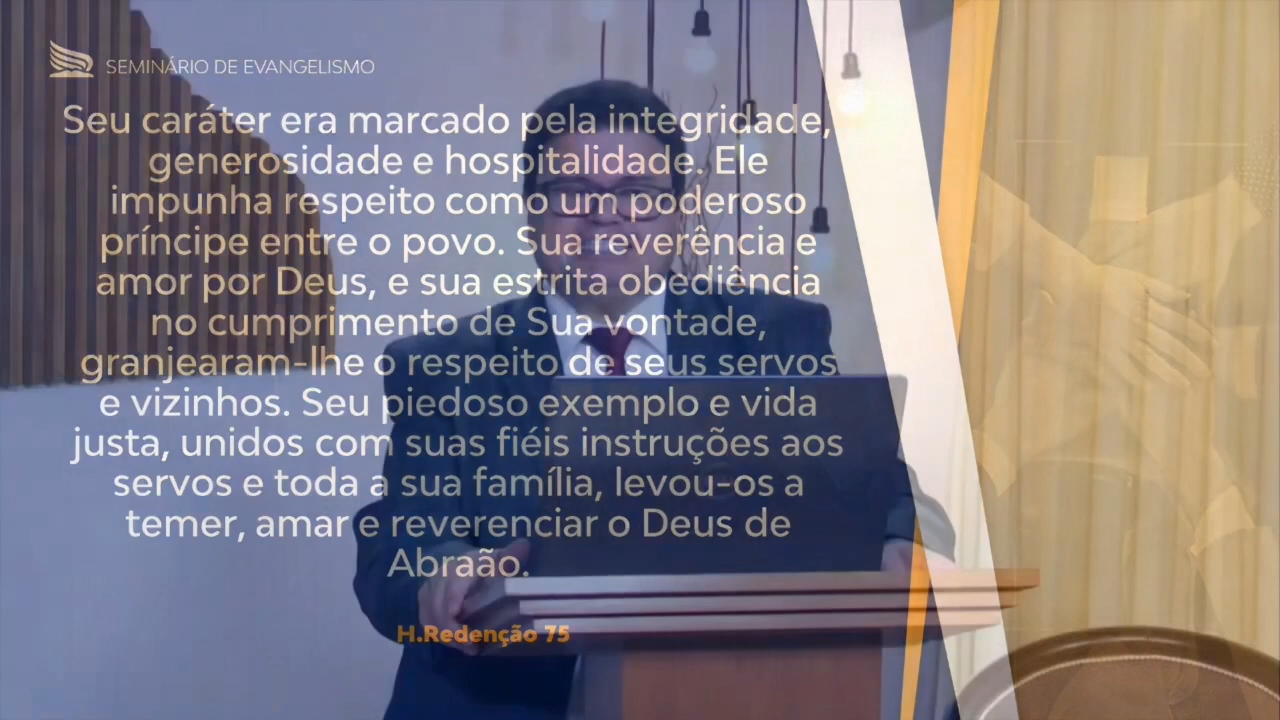 SEMINÁRIO DE EVANGELISMO
Seu caráter era marcado pela integridade,
generosidade e hospitalidade. Ele
impunha respeito como um poderoso
príncipe entre o povo. Sua reverência e
amor por Deus, e sua estrita obediência
no cumprimento de Sua vontade,
granjearam-lhe o respeito de seus servos
e vizinhos. Seu piedoso exemplo e vida
justa, unidos com suas fiéis instruções aos
servos e toda a sua família, levou-os a
temer, amar e reverenciar o Deus de
Abraão.
H.Redenção 75